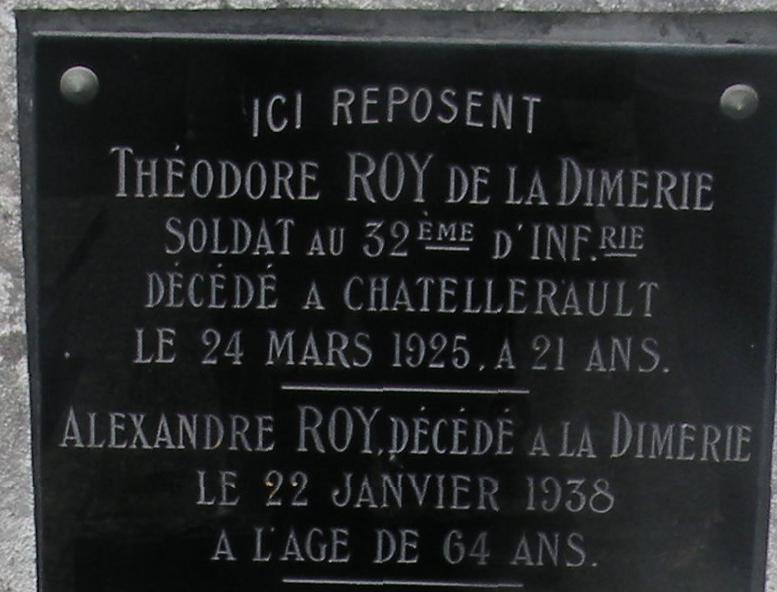 ICI REPOSENT
THÉODORE ROY DE LA DIMERIE
SOLDAT AU 32ÈME D'INF.RIE
DÉCÉDÉ A CHATELLERAULT
LE 24 MARS 1925, A 21 ANS.
ALEXANDRE ROY, DÉCÉDÉ A LA DIMERIE
LE 22 JANVIER 1938
A L'AGE DE 64 ANS.